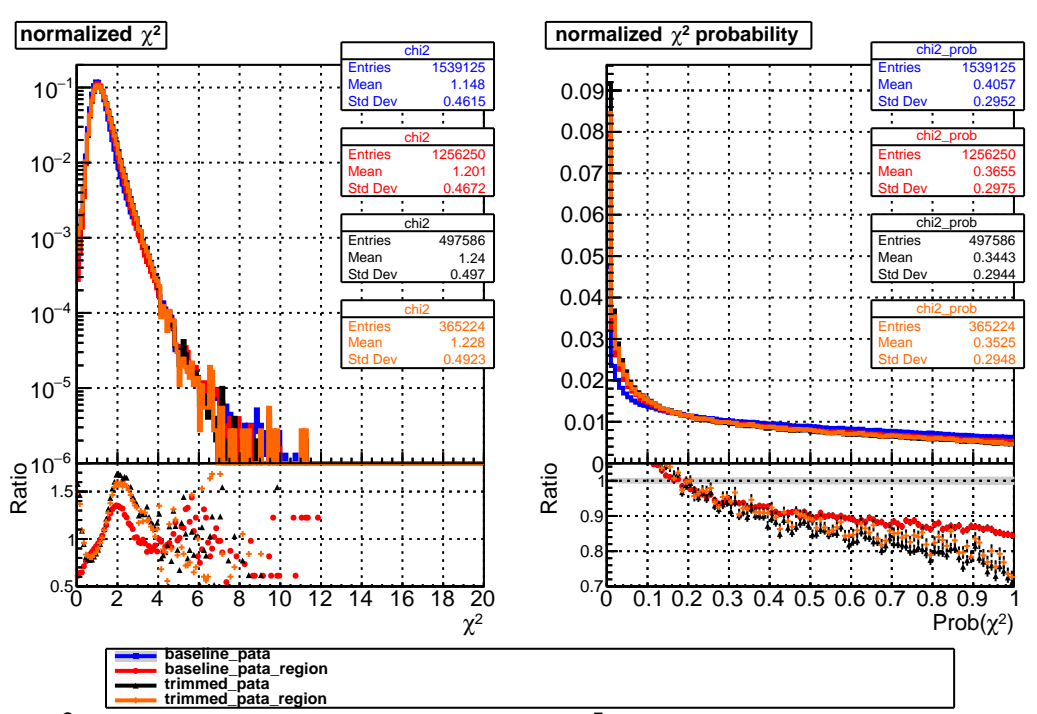 normalized χ²
chi2
Entries 1539125
Mean 1.148
Std Dev 0.4615
chi2
Entries 1256250
Mean 1.201
Std Dev 0.4672
chi2
Entries 497586
Mean 1.24
Std Dev 0.497
chi2
Entries 365224
Mean 1.228
Std Dev 0.4923
10⁻¹
10⁻²
10⁻³
10⁻⁴
10⁻⁵
10⁻⁶
Ratio
1.5
1
0.5
0 2 4 6 8 10 12 14 16 18 20
χ²
normalized χ² probability
chi2_prob
Entries 1539125
Mean 0.4057
Std Dev 0.2952
chi2_prob
Entries 1256250
Mean 0.3655
Std Dev 0.2975
chi2_prob
Entries 497586
Mean 0.3443
Std Dev 0.2944
chi2_prob
Entries 365224
Mean 0.3525
Std Dev 0.2948
0.09
0.08
0.07
0.06
0.05
0.04
0.03
0.02
0.01
0
Ratio
1
0.9
0.8
0.7
0 0.1 0.2 0.3 0.4 0.5 0.6 0.7 0.8 0.9 1
Prob(χ²)
baseline_pata
baseline_pata_region
trimmed_pata
trimmed_pata_region